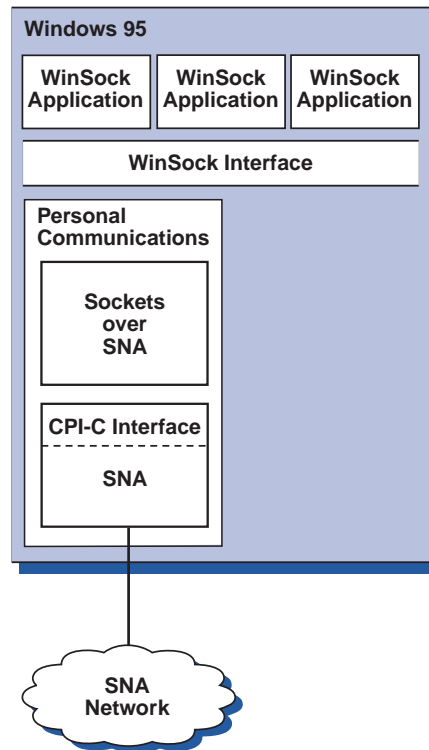 Windows 95
WinSock
Application
WinSock
Application
WinSock
Application
WinSock Interface
Personal
Communications
Sockets
over
SNA
CPI-C Interface
SNA
SNA
Network